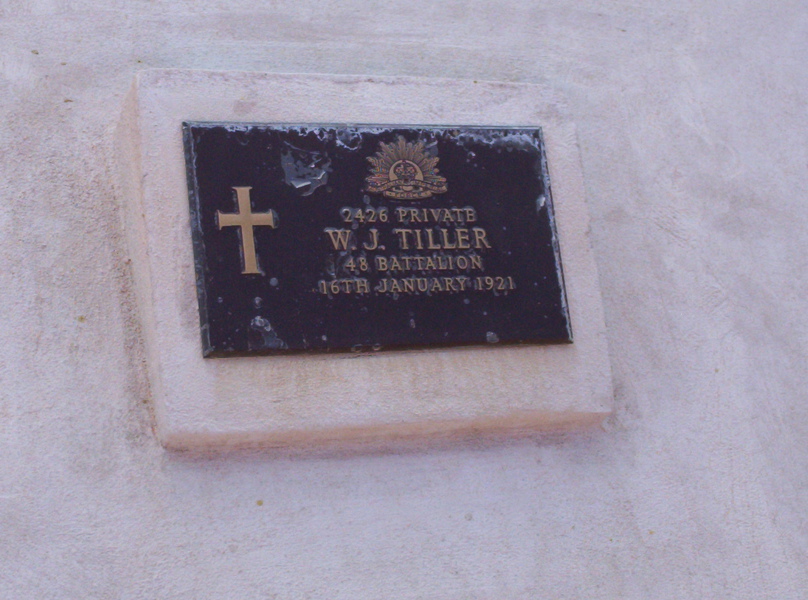 2426 PRIVATE
W. J. TILLER
48 BATTALION
16TH JANUARY 1921